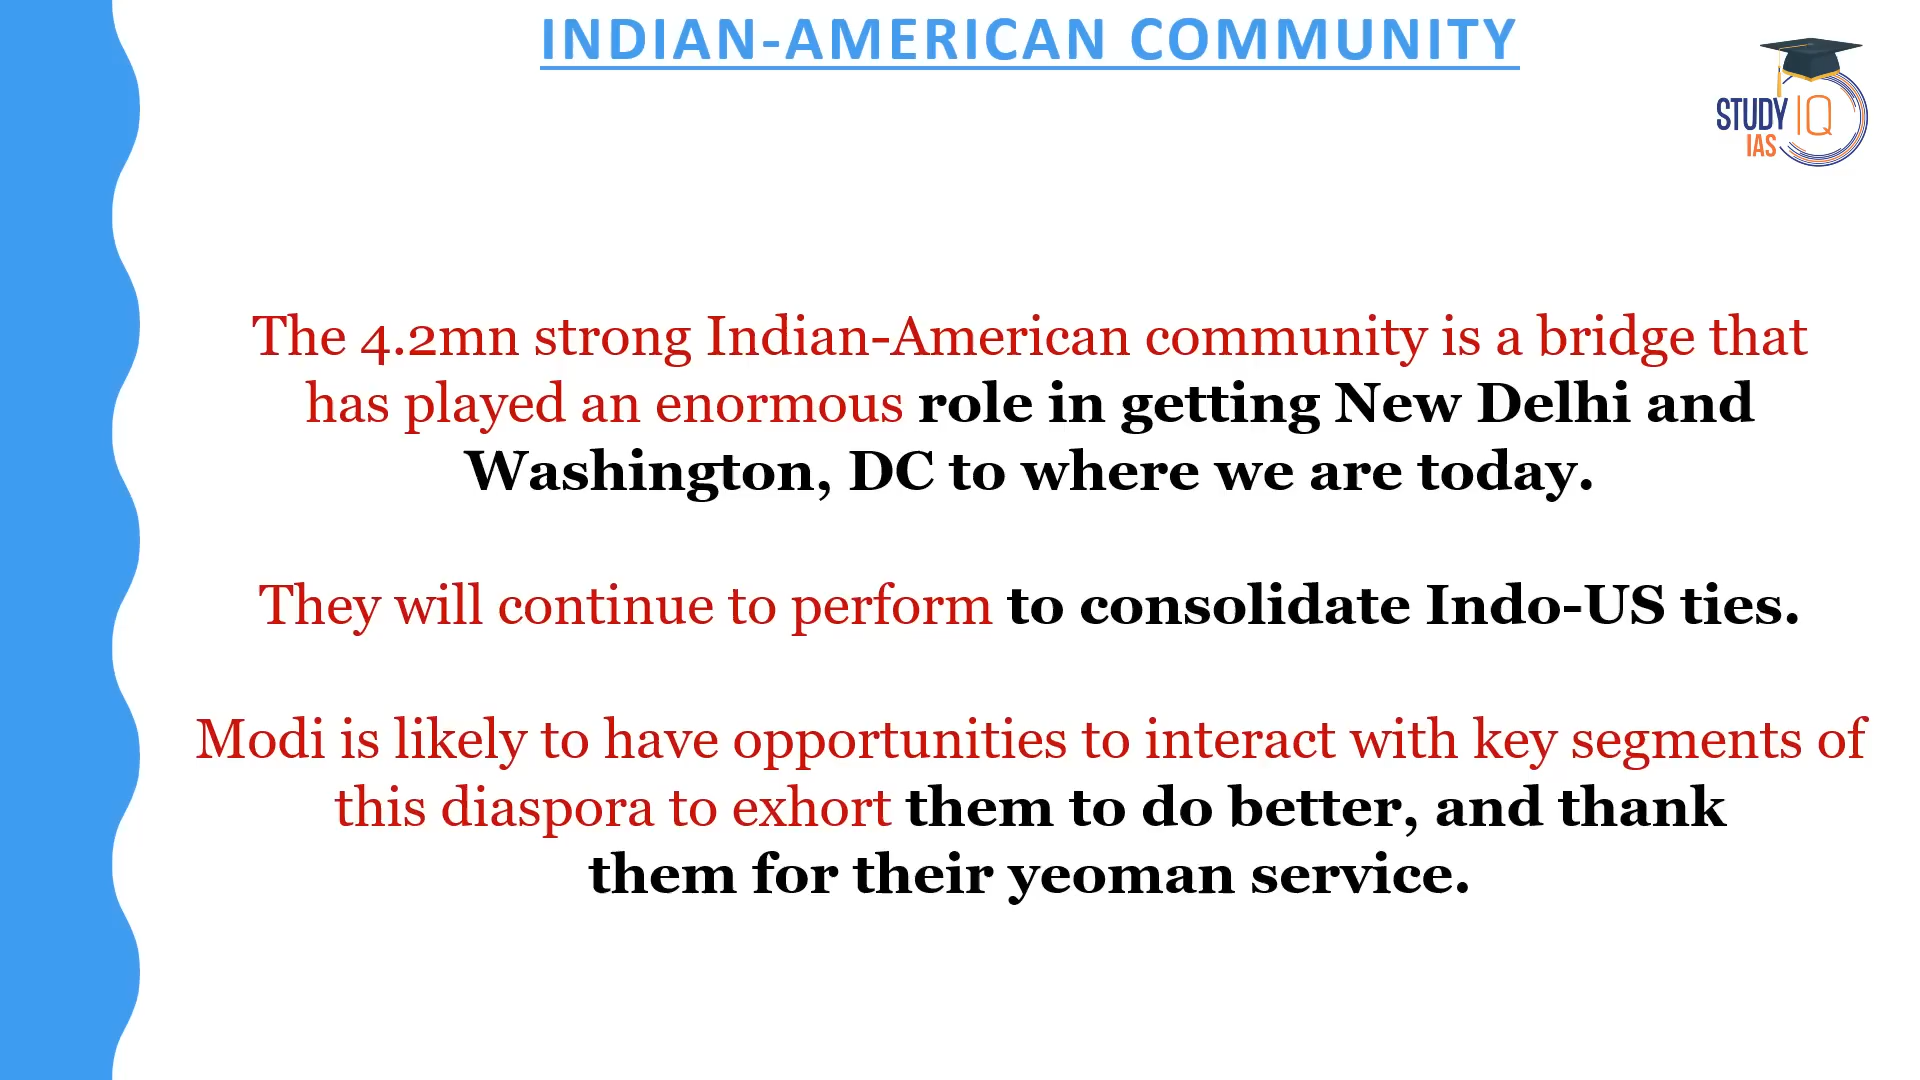 INDIAN-AMERICAN COMMUNITY
STUDY IQ
IAS
The 4.2mn strong Indian-American community is a bridge that
has played an enormous role in getting New Delhi and
Washington, DC to where we are today.
They will continue to perform to consolidate Indo-US ties.
Modi is likely to have opportunities to interact with key segments of
this diaspora to exhort them to do better, and thank
them for their yeoman service.